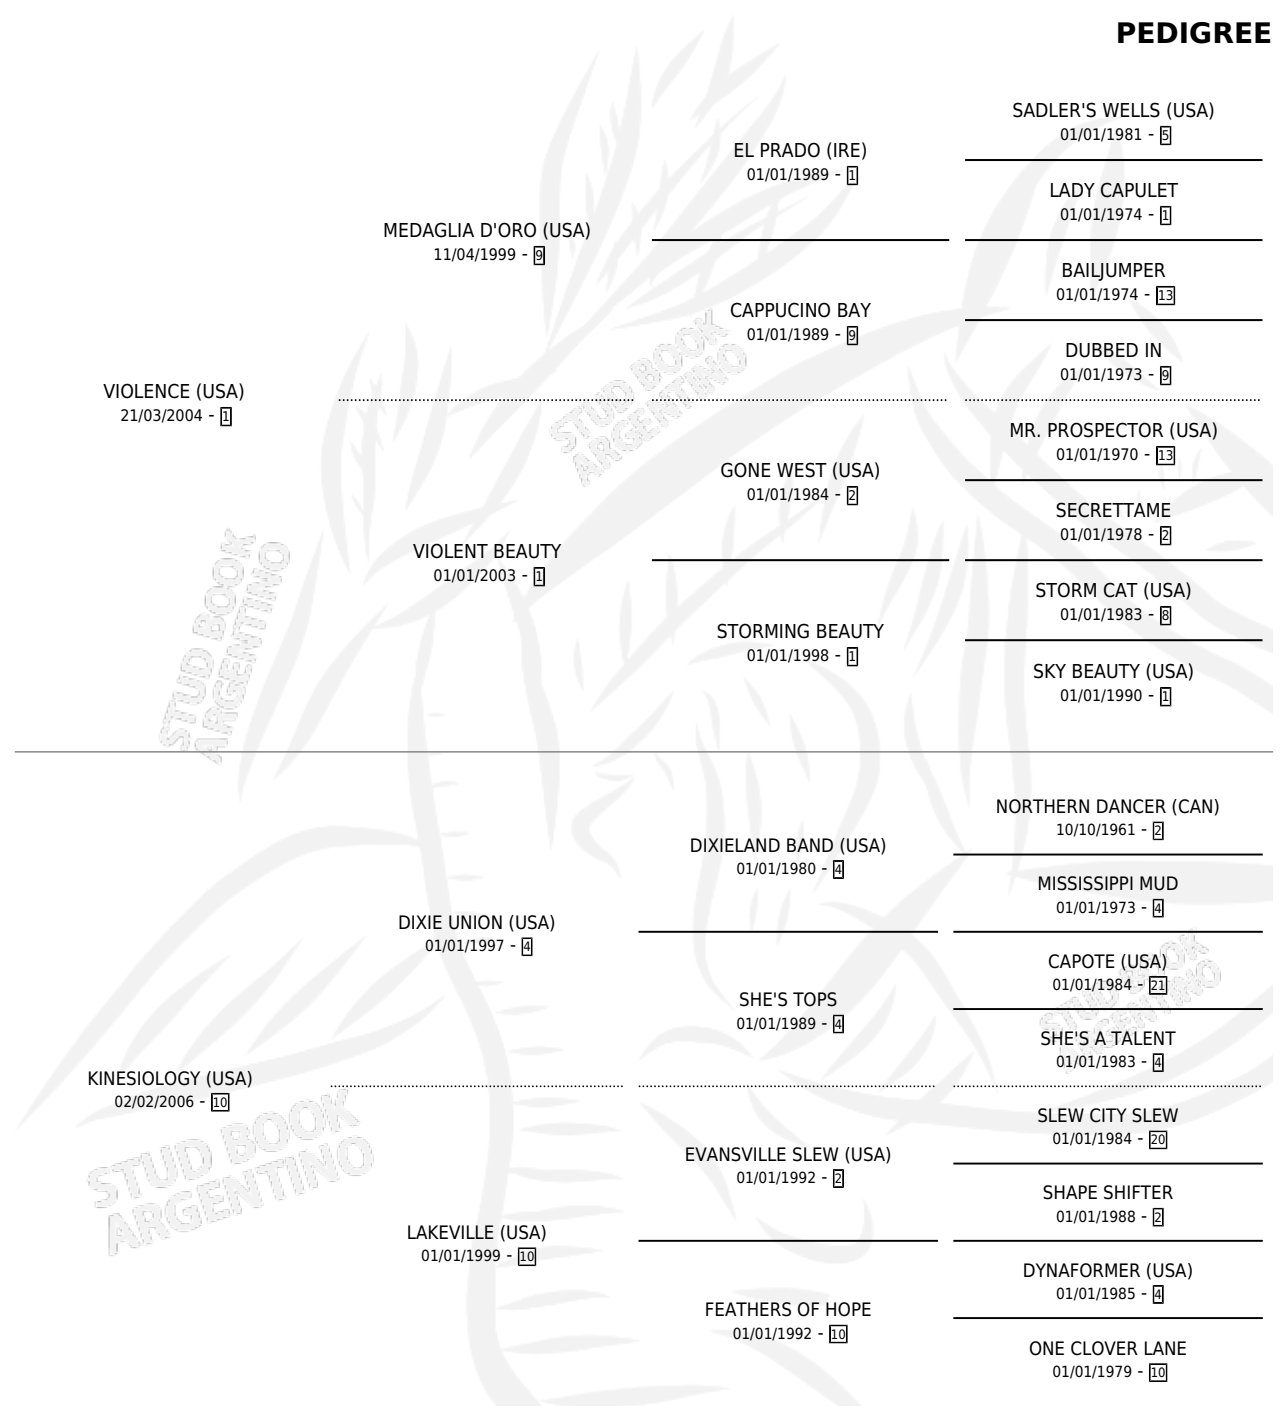 PEDIGREE
SADLER'S WELLS (USA)
01/01/1981 - 5
EL PRADO (IRE)
01/01/1989 - 1
LADY CAPULET
01/01/1974 - 1
MEDAGLIA D'ORO (USA)
11/04/1999 - 9
BAILJUMPER
01/01/1974 - 13
CAPPUCINO BAY
01/01/1989 - 9
DUBBED IN
01/01/1973 - 9
VIOLENCE (USA)
21/03/2004 - 1
MR. PROSPECTOR (USA)
01/01/1970 - 13
GONE WEST (USA)
01/01/1984 - 2
SECRETTAME
01/01/1978 - 2
VIOLENT BEAUTY
01/01/2003 - 1
STORM CAT (USA)
01/01/1983 - 8
STORMING BEAUTY
01/01/1998 - 1
SKY BEAUTY (USA)
01/01/1990 - 1
STUD BOOK
ARGENTINO
STUD BOOK
ARGENTINO
NORTHERN DANCER (CAN)
10/10/1961 - 2
DIXIELAND BAND (USA)
01/01/1980 - 4
MISSISSIPPI MUD
01/01/1973 - 4
DIXIE UNION (USA)
01/01/1997 - 4
CAPOTE (USA)
01/01/1984 - 21
SHE'S TOPS
01/01/1989 - 4
SHE'S A TALENT
01/01/1983 - 4
KINESIOLOGY (USA)
02/02/2006 - 10
SLEW CITY SLEW
01/01/1984 - 20
EVANSVILLE SLEW (USA)
01/01/1992 - 2
SHAPE SHIFTER
01/01/1988 - 2
LAKEVILLE (USA)
01/01/1999 - 10
DYNAFORMER (USA)
01/01/1985 - 4
FEATHERS OF HOPE
01/01/1992 - 10
ONE CLOVER LANE
01/01/1979 - 10
STUD BOOK
ARGENTINO
STUD BOOK
ARGENTINO